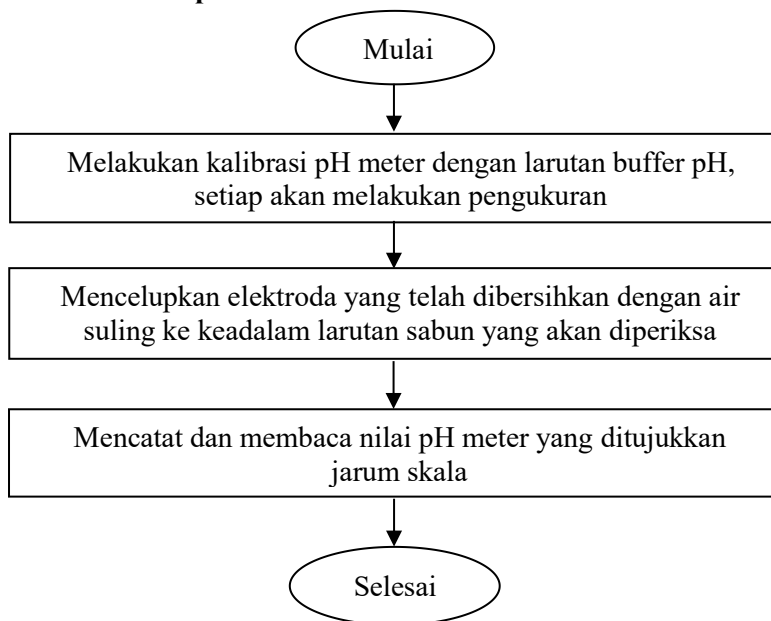 Mulai
Melakukan kalibrasi pH meter dengan larutan buffer pH,
setiap akan melakukan pengukuran
Mencelupkan elektroda yang telah dibersihkan dengan air
suling ke keadalam larutan sabun yang akan diperiksa
Mencatat dan membaca nilai pH meter yang ditujukkan
jarum skala
Selesai